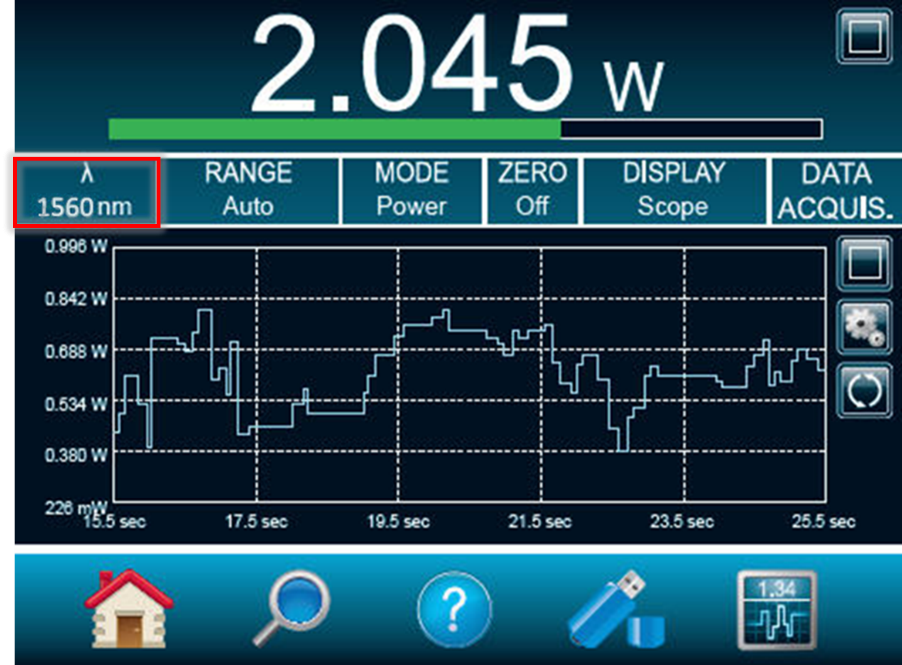 2.045 W
λ RANGE MODE ZERO DISPLAY DATA
1560 nm Auto Power Off Scope ACQUIS.
0.996 W
0.842 W
0.688 W
0.534 W
0.380 W
226 mW
15.5 sec 17.5 sec 19.5 sec 21.5 sec 23.5 sec 25.5 sec
?
1.34